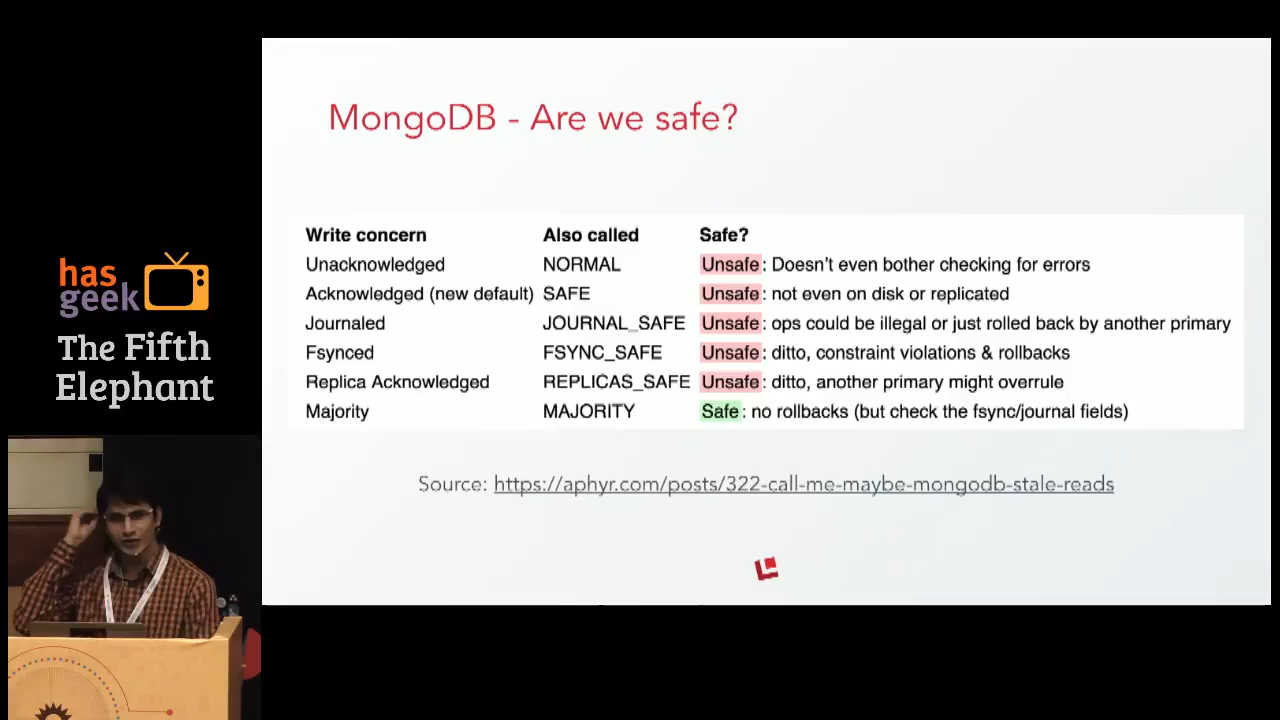 MongoDB - Are we safe?
Write concern Also called Safe?
Unacknowledged NORMAL Unsafe: Doesn't even bother checking for errors
Acknowledged (new default) SAFE Unsafe: not even on disk or replicated
Journaled JOURNAL_SAFE Unsafe: ops could be illegal or just rolled back by another primary
Fsynced FSYNC_SAFE Unsafe: ditto, constraint violations & rollbacks
Replica Acknowledged REPLICAS_SAFE Unsafe: ditto, another primary might overrule
Majority MAJORITY Safe: no rollbacks (but check the fsync/journal fields)
Source: https://aphyr.com/posts/322-call-me-maybe-mongodb-stale-reads
has
geek
The Fifth
Elephant